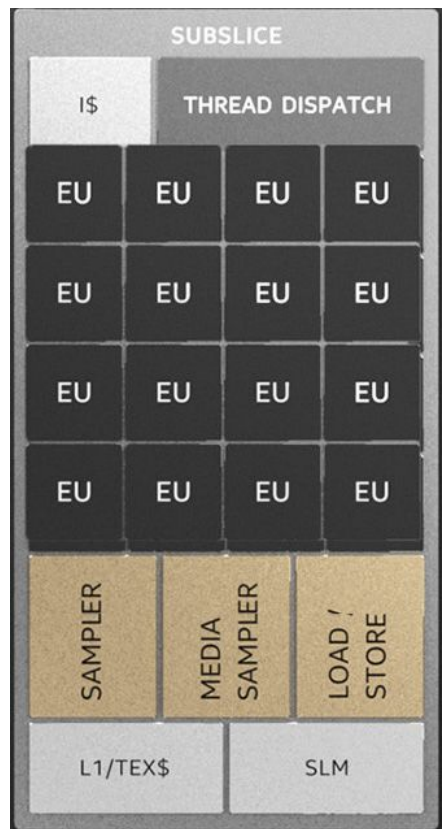 SUBSLICE
I$ THREAD DISPATCH
EU EU EU EU
EU EU EU EU
EU EU EU EU
EU EU EU EU
SAMPLER
MEDIA
SAMPLER
LOAD /
STORE
L1/TEX$ SLM